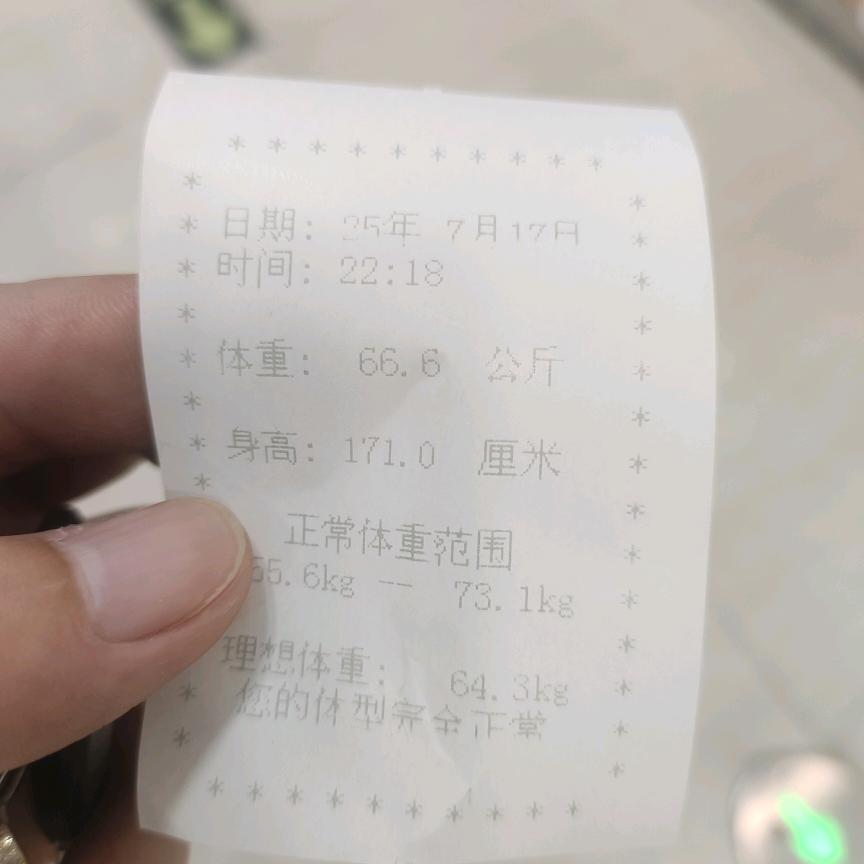 * * * * * * * * * *
日期: 25年 7月17日
时间: 22:18
体重: 66.6 公斤
身高: 171.0 厘米
正常体重范围
55.6kg -- 73.1kg
理想体重: 64.3kg
您的体型完全正常
* * * * * * * * * *